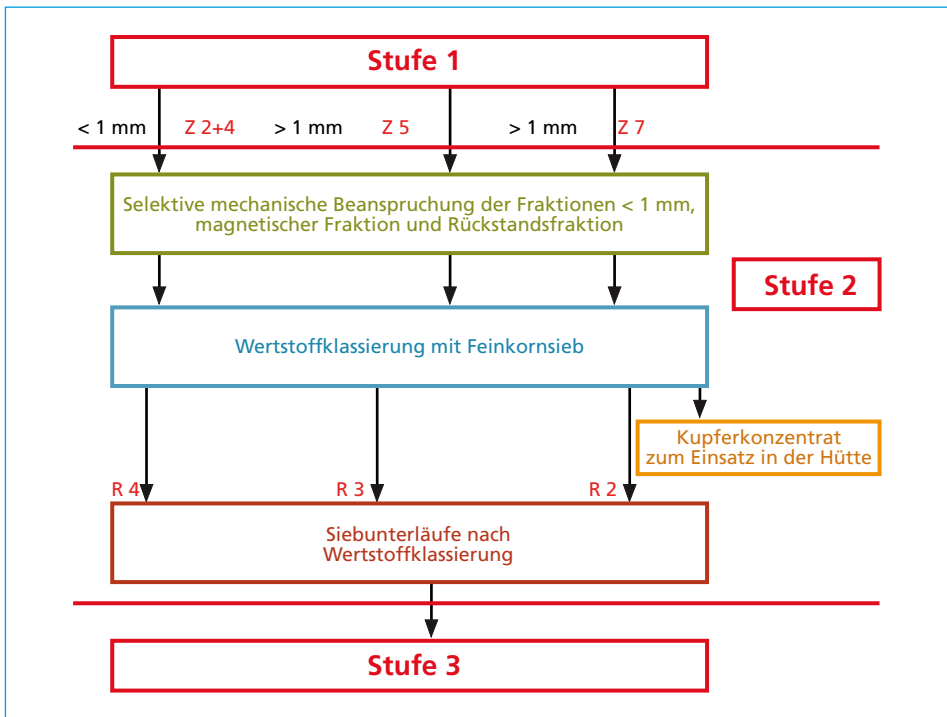 Stufe 1
< 1 mm Z 2+4 > 1 mm Z 5 > 1 mm Z 7
Selektive mechanische Beanspruchung der Fraktionen < 1 mm,
magnetischer Fraktion und Rückstandsfraktion
Stufe 2
Wertstoffklassierung mit Feinkornsieb
Kupferkonzentrat
zum Einsatz in der Hütte
R 4 R 3 R 2
Siebunterläufe nach
Wertstoffklassierung
Stufe 3